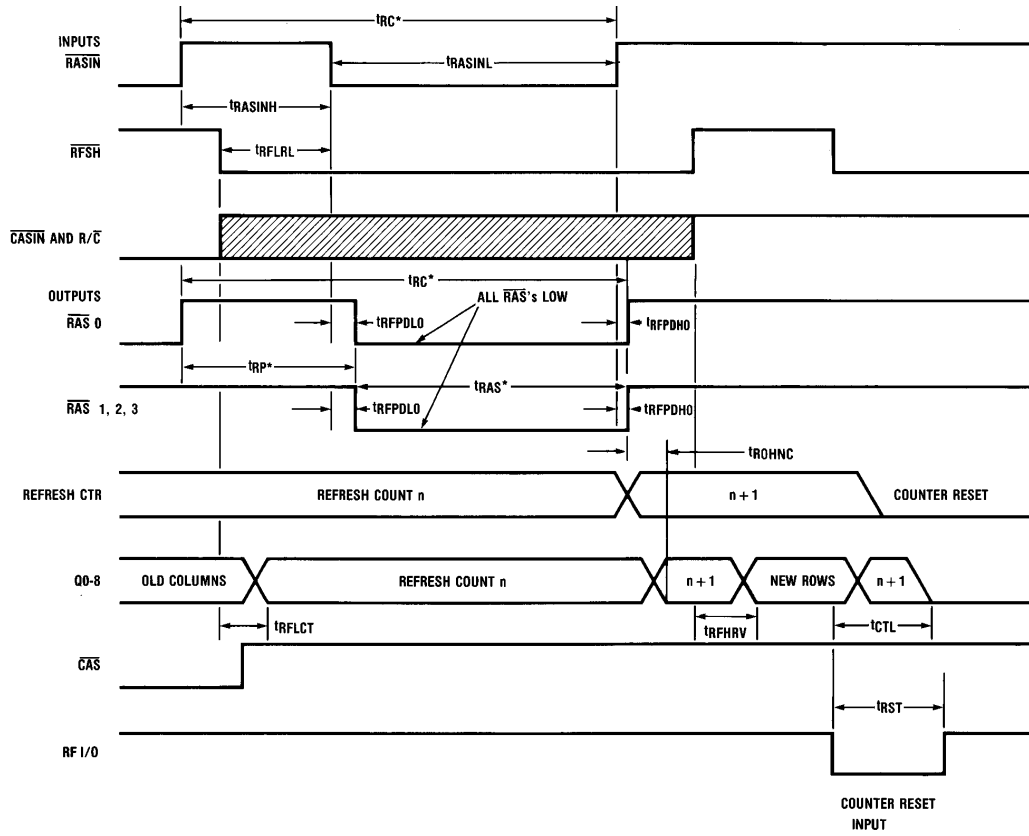 tRC*
INPUTS
RASIN
tRASINL
tRASINH
RFSH
tRFLRL
CASIN AND R/C
tRC*
OUTPUTS
ALL RAS's LOW
RAS 0
tRFPDL0
tRFPDH0
tRP*
tRAS*
RAS 1, 2, 3
tRFPDL0
tRFPDH0
tROHNC
REFRESH CTR
REFRESH COUNT n
n + 1
COUNTER RESET
Q0-8
OLD COLUMNS
REFRESH COUNT n
n + 1
NEW ROWS
n + 1
tRFLCT
tRFHRV
tCTL
CAS
tRST
RF I/O
COUNTER RESET
INPUT